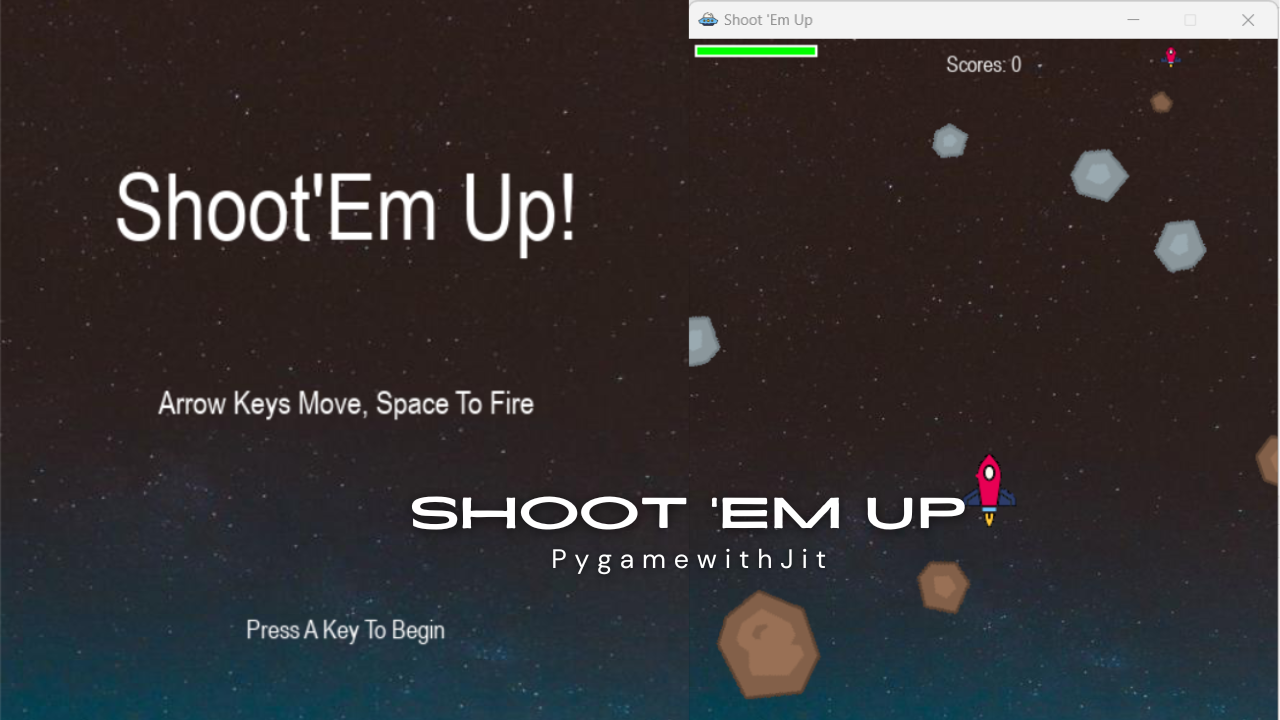 Shoot'Em Up!
Arrow Keys Move, Space To Fire
Press A Key To Begin
Shoot 'Em Up
Scores: 0
SHOOT 'EM UP
PygamewithJit